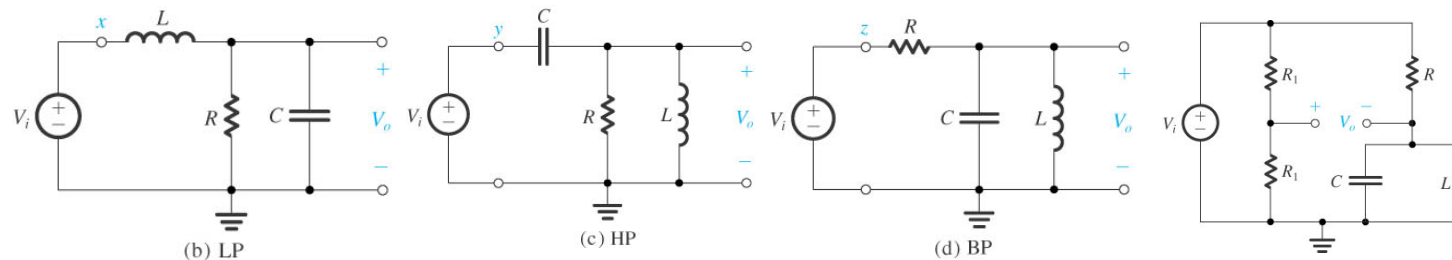 x L
V_i + − R C + V_o −
(b) LP
y C
V_i + − R L + V_o −
(c) HP
z R
V_i + − C L + V_o −
(d) BP
R_1 R
V_i + − + V_o −
R_1 C L